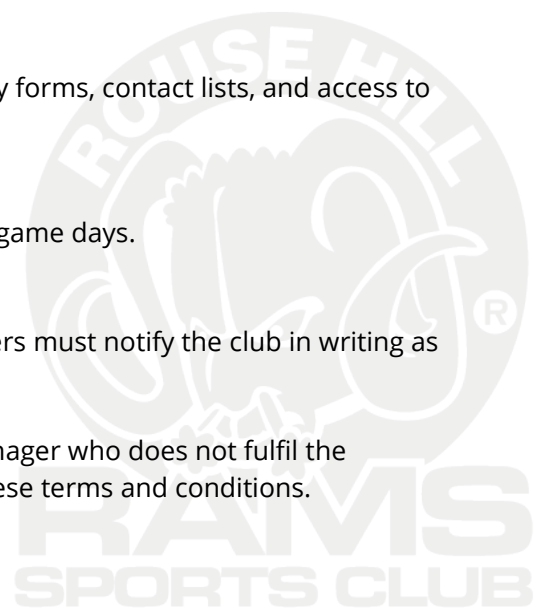 ROUSE HILL
y forms, contact lists, and access to
game days.
ers must notify the club in writing as
nager who does not fulfil the
ese terms and conditions.
®
RAMS
SPORTS CLUB